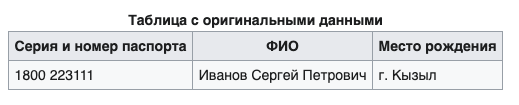 Таблица с оригинальными данными
Серия и номер паспорта ФИО Место рождения
1800 223111 Иванов Сергей Петрович г. Кызыл